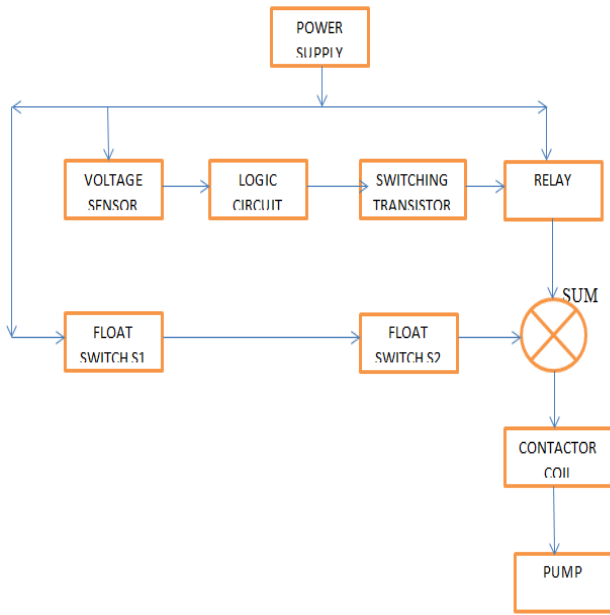 POWER
SUPPLY
VOLTAGE
SENSOR
LOGIC
CIRCUIT
SWITCHING
TRANSISTOR
RELAY
SUM
FLOAT
SWITCH S1
FLOAT
SWITCH S2
CONTACTOR
COIL
PUMP